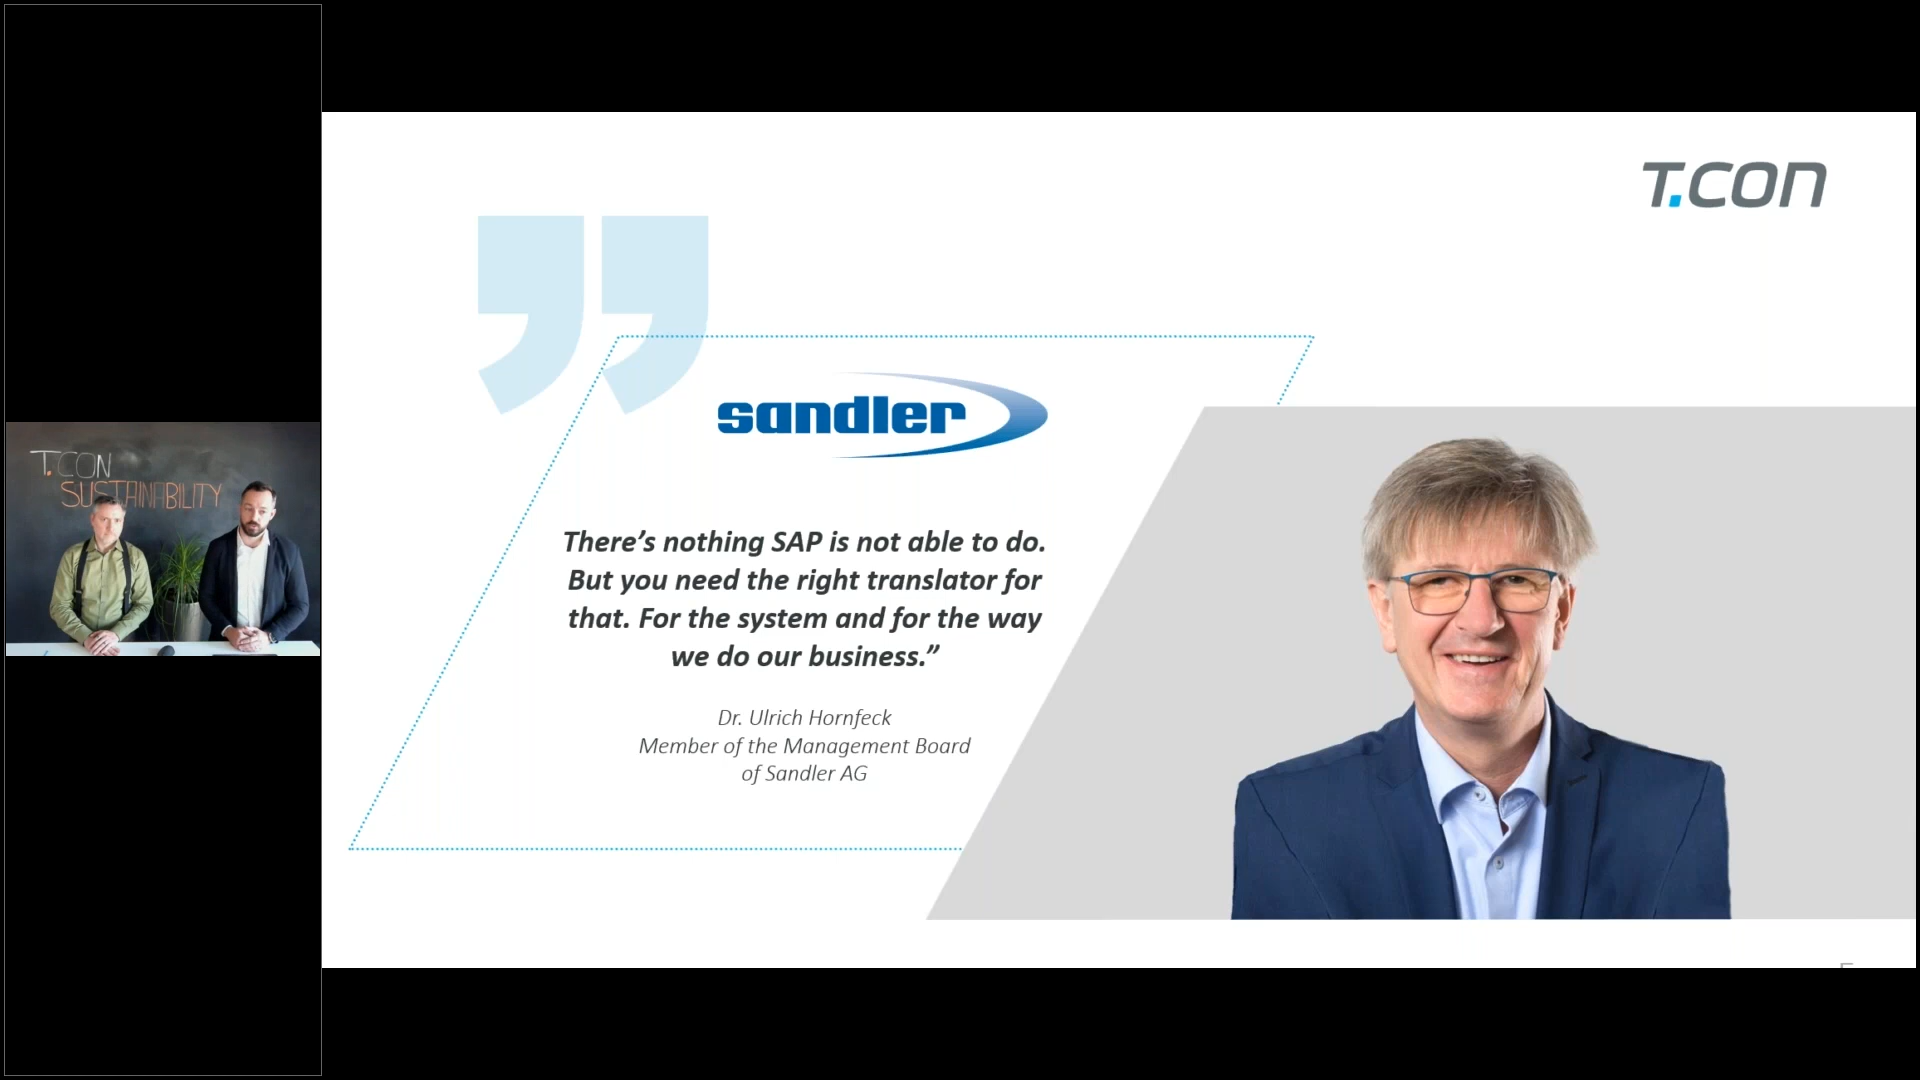 T.CON
SUSTAINABILITY
T.CON
sandler
There’s nothing SAP is not able to do.
But you need the right translator for
that. For the system and for the way
we do our business.”
Dr. Ulrich Hornfeck
Member of the Management Board
of Sandler AG